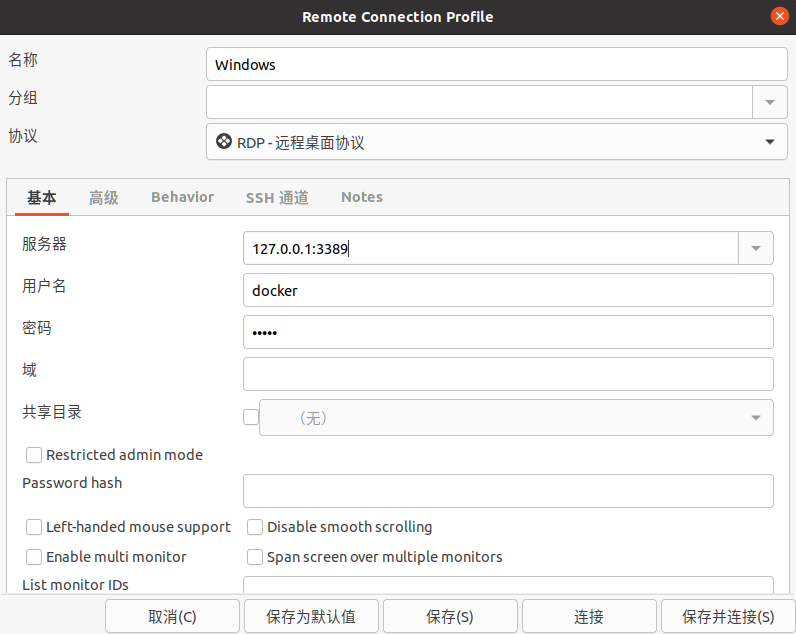 Remote Connection Profile
名称
Windows
分组
协议
RDP - 远程桌面协议
基本 高级 Behavior SSH 通道 Notes
服务器
127.0.0.1:3389
用户名
docker
密码
•••••
域
共享目录
（无）
Restricted admin mode
Password hash
Left-handed mouse support Disable smooth scrolling
Enable multi monitor Span screen over multiple monitors
List monitor IDs
取消(C) 保存为默认值 保存(S) 连接 保存并连接(S)